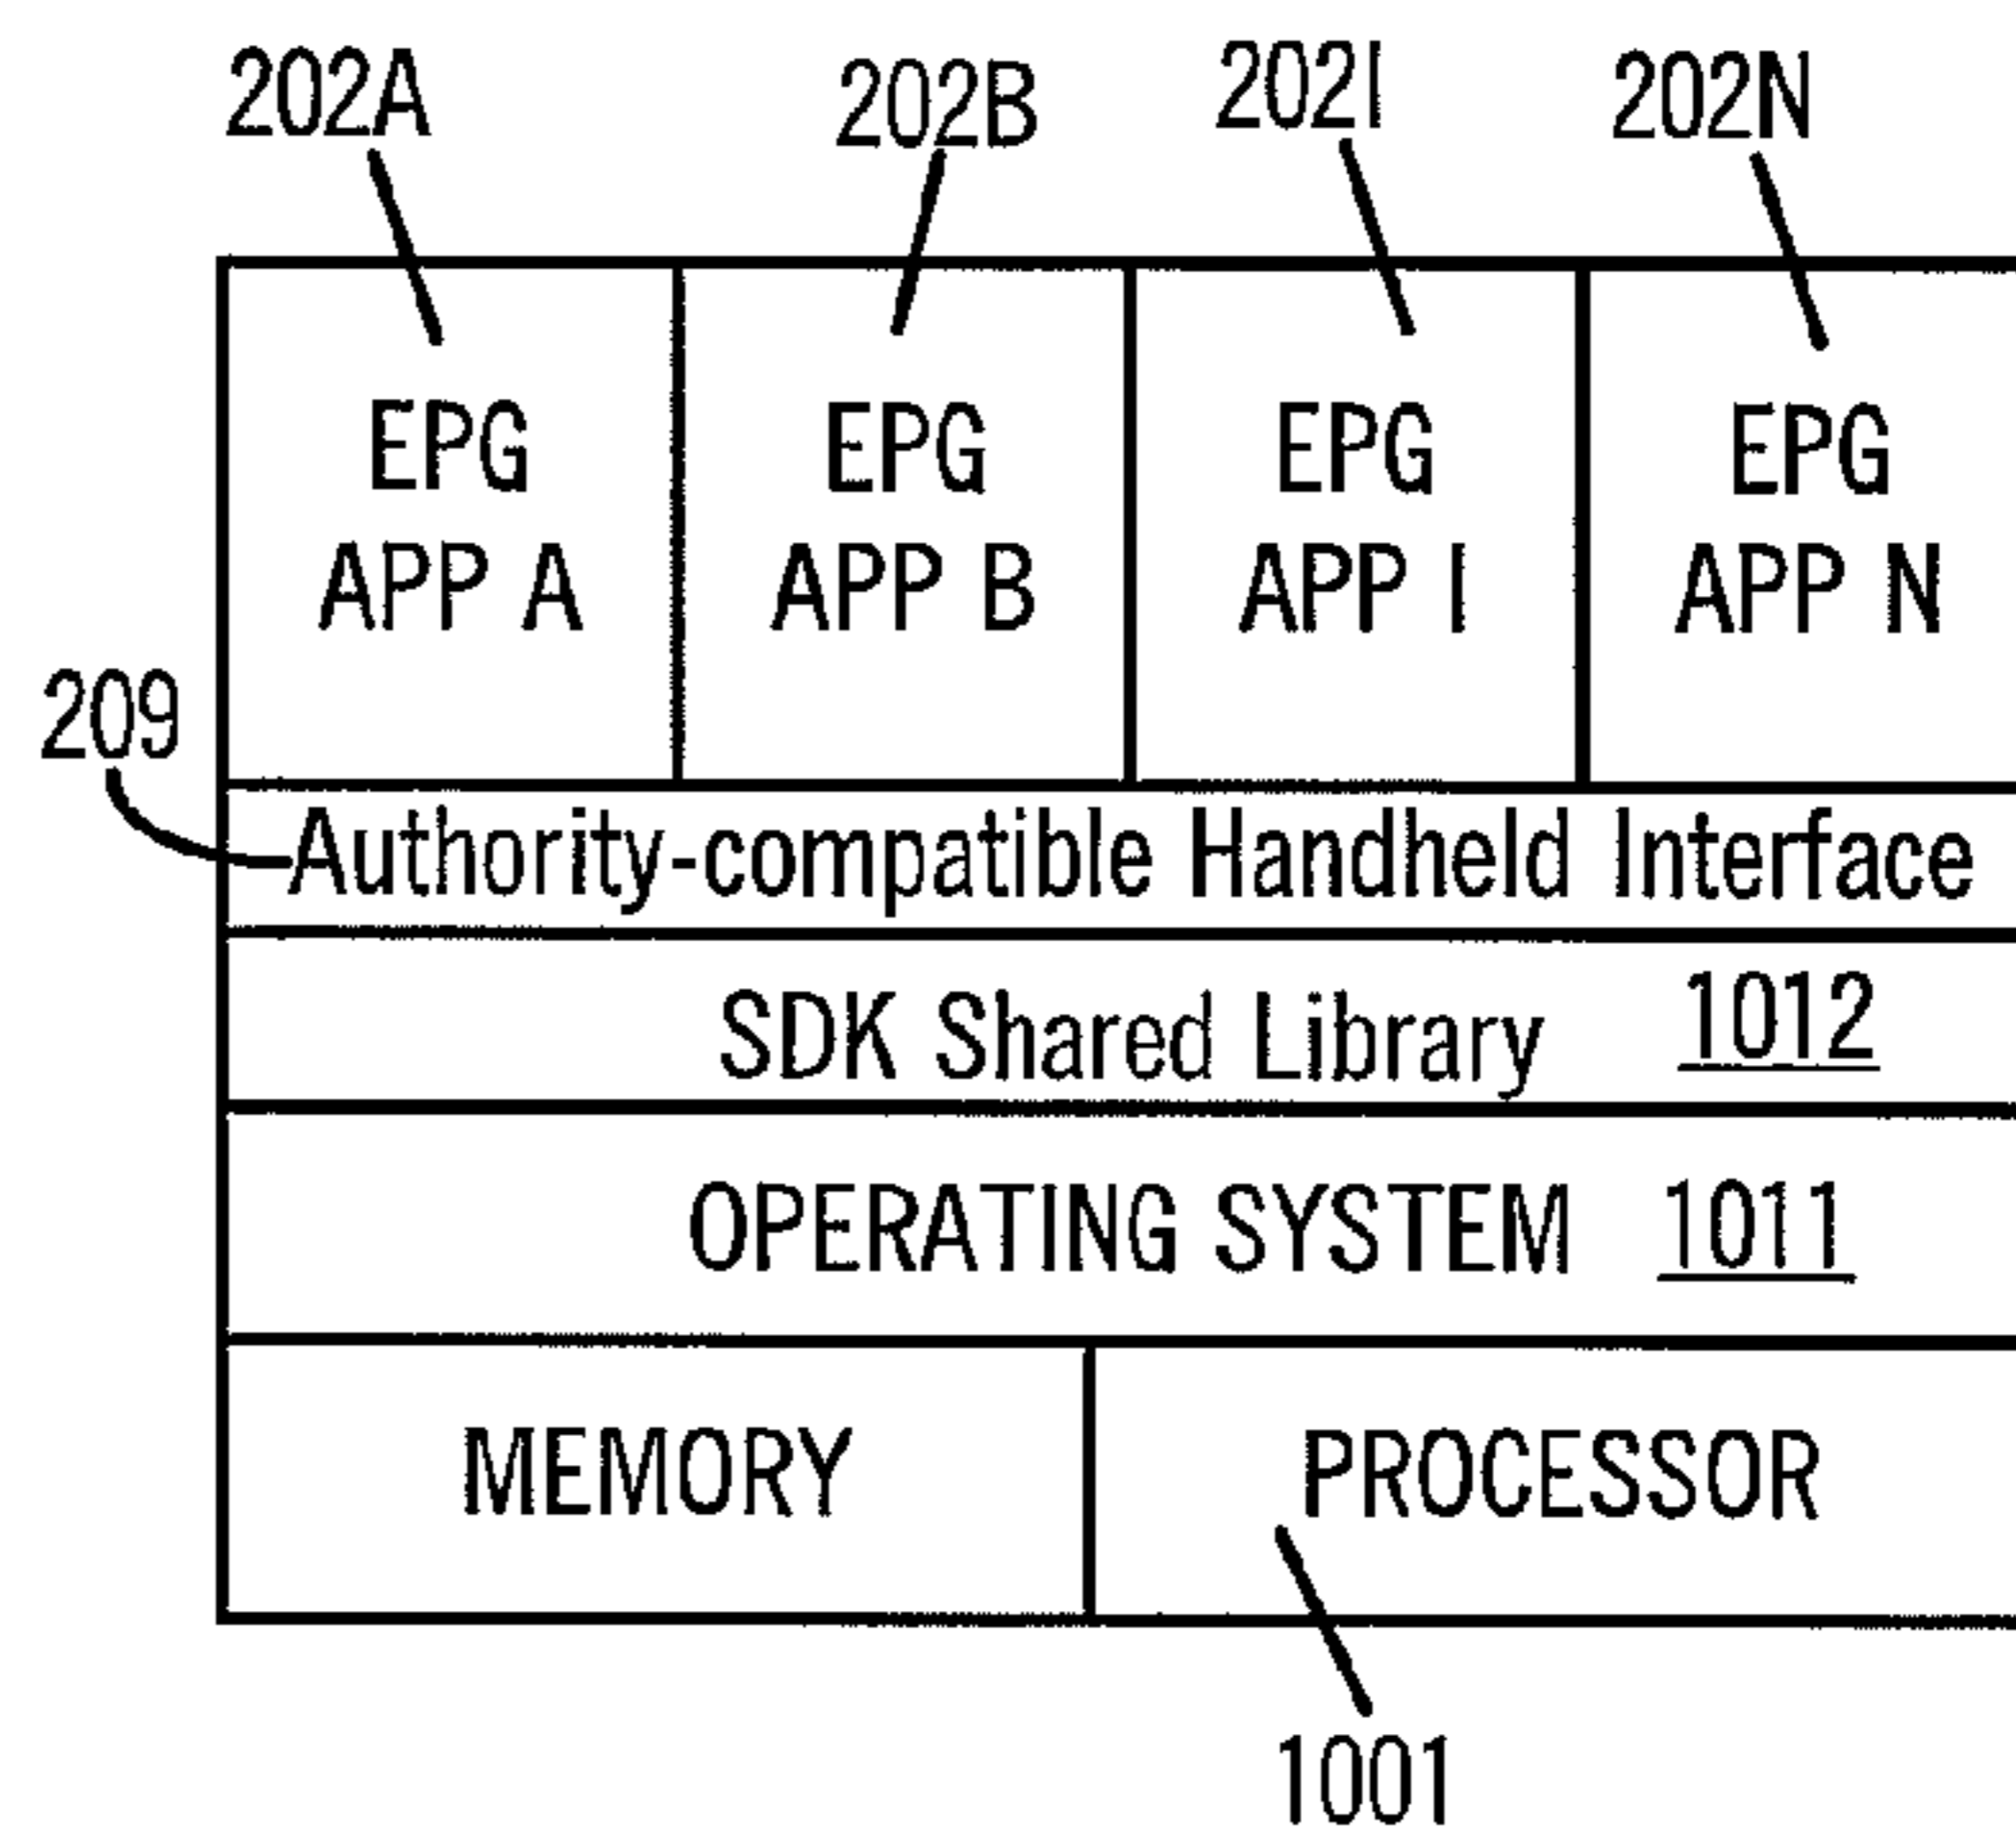 202A 202B 202I 202N
EPG EPG EPG EPG
APP A APP B APP I APP N
209
Authority-compatible Handheld Interface
SDK Shared Library 1012
OPERATING SYSTEM 1011
MEMORY PROCESSOR
1001